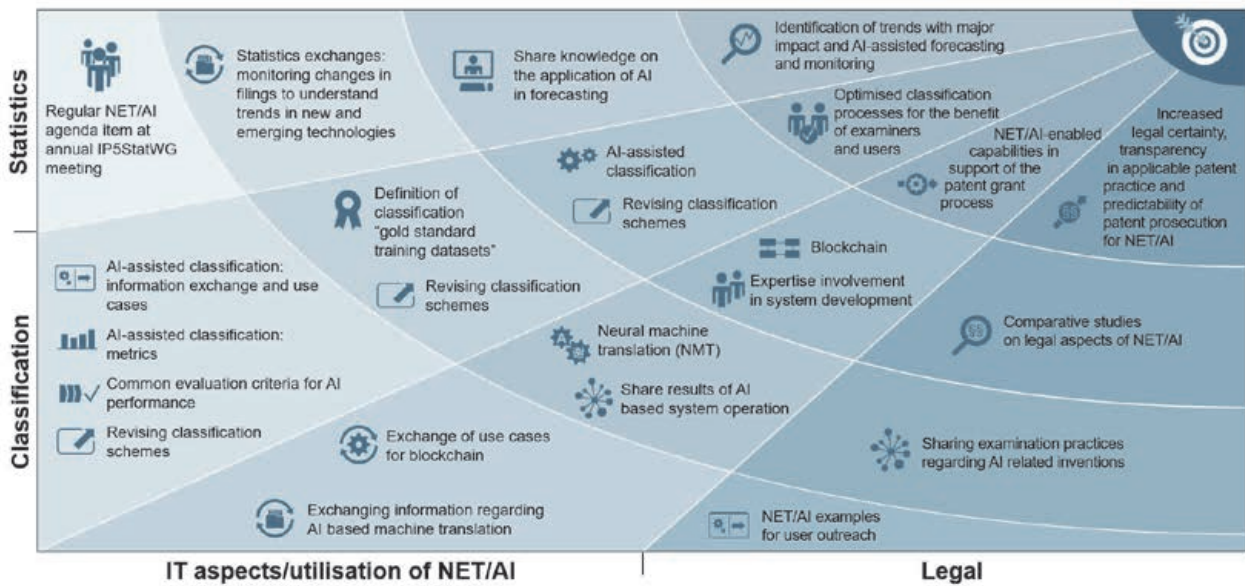 Statistics
Regular NET/AI
agenda item at
annual IP5StatWG
meeting
Statistics exchanges:
monitoring changes in
filings to understand
trends in new and
emerging technologies
Share knowledge on
the application of AI
in forecasting
Identification of trends with major
impact and AI-assisted forecasting
and monitoring
Classification
AI-assisted classification:
information exchange and use
cases
AI-assisted classification:
metrics
Common evaluation criteria for AI
performance
Revising classification
schemes
Definition of
classification
"gold standard
training datasets"
Revising classification
schemes
AI-assisted
classification
Revising classification
schemes
Optimised classification
processes for the benefit
of examiners
and users
Exchanging information regarding
AI based machine translation
Exchange of use cases
for blockchain
Share results of AI
based system operation
Neural machine
translation (NMT)
Expertise involvement
in system development
Blockchain
NET/AI-enabled
capabilities in
support of the
patent grant
process
NET/AI examples
for user outreach
Sharing examination practices
regarding AI related inventions
Comparative studies
on legal aspects of NET/AI
Increased
legal certainty,
transparency
in applicable patent
practice and
predictability of
patent prosecution
for NET/AI
IT aspects/utilisation of NET/AI
Legal